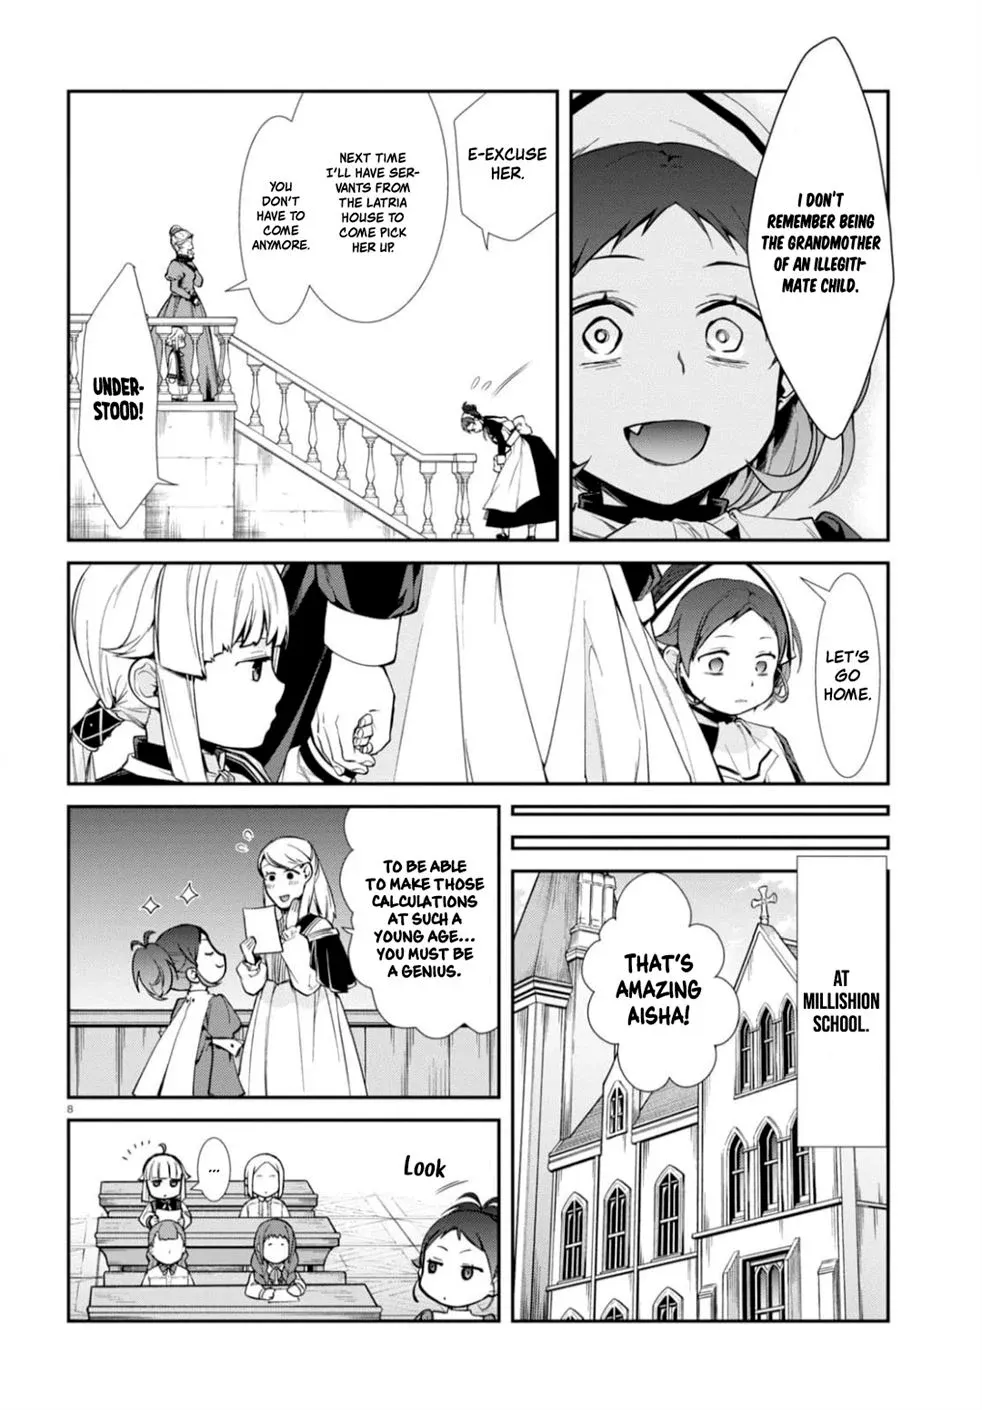 I DON'T
REMEMBER BEING
THE GRANDMOTHER
OF AN ILLEGITI-
MATE CHILD.
E-EXCUSE
HER.
NEXT TIME
I'LL HAVE SER-
VANTS FROM
THE LATRIA
HOUSE TO
COME PICK
HER UP.
YOU
DON'T
HAVE TO
COME
ANYMORE.
UNDER-
STOOD!
LET'S
GO
HOME.
AT
MILLISHION
SCHOOL.
THAT'S
AMAZING
AISHA!
TO BE ABLE
TO MAKE THOSE
CALCULATIONS
AT SUCH A
YOUNG AGE...
YOU MUST BE
A GENIUS.
Look
...
8